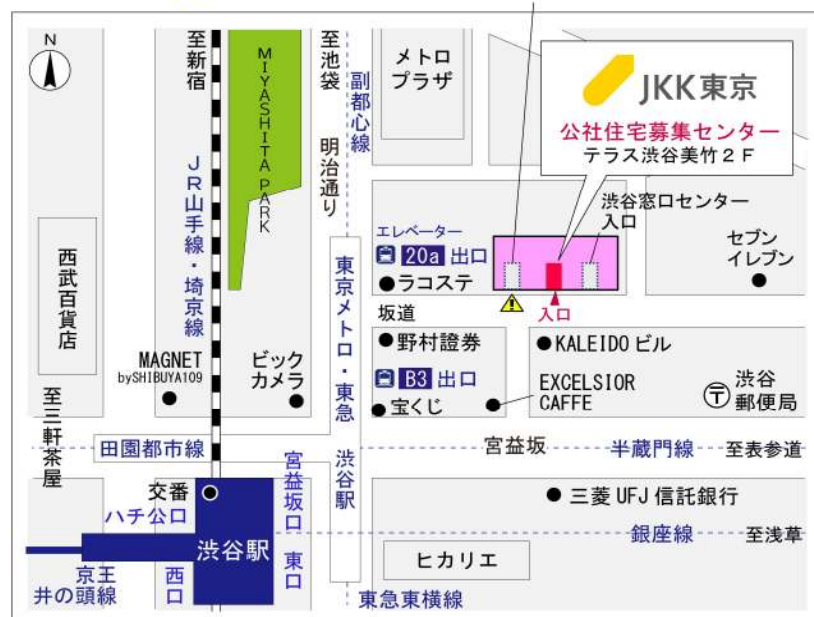 N
至新宿
MIYASHITA PARK
至池袋
明治通り
副都心線
メトロ
プラザ
JKK東京
公社住宅募集センター
テラス渋谷美竹2F
渋谷窓口センター
入口
JR山手線・埼京線
エレベーター
20a 出口
ラコステ
入口
セブン
イレブン
西武百貨店
東京メトロ・東急
渋谷駅
坂道
野村證券
KALEIDO ビル
MAGNET
bySHIBUYA109
ビック
カメラ
B3 出口
宝くじ
EXCELSIOR
CAFFE
渋谷
郵便局
至三軒茶屋
田園都市線
宮益坂
半蔵門線
至表参道
交番
ハチ公口
宮益坂口
三菱 UFJ 信託銀行
渋谷駅
銀座線
至浅草
京王
井の頭線
西口
東口
ヒカリエ
東急東横線